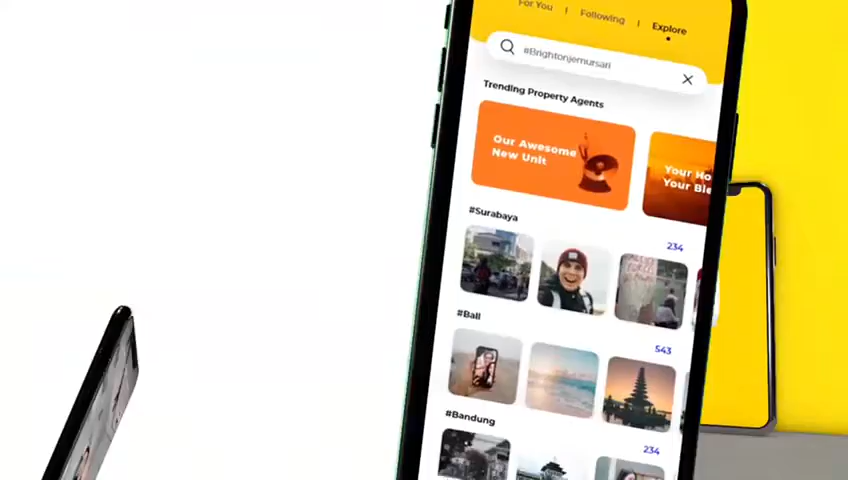 For You | Following | Explore
#Brightonjemursari
Trending Property Agents
Our Awesome
New Unit
Your Ho
Your Ble
#Surabaya
234
#Bali
543
#Bandung
234